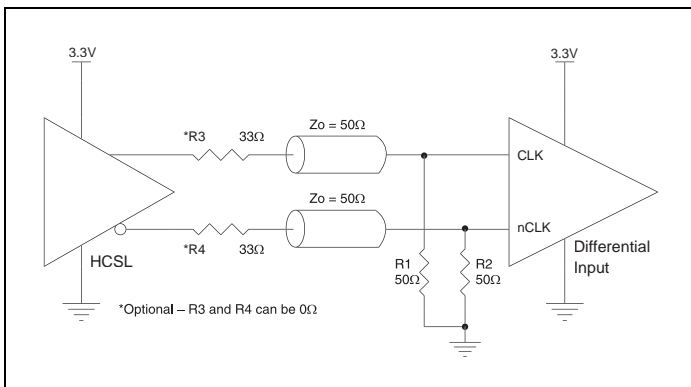 3.3V
3.3V
*R3 33Ω
Zo = 50Ω
CLK
Zo = 50Ω
nCLK
*R4 33Ω
HCSL
R1
50Ω
R2
50Ω
Differential
Input
*Optional – R3 and R4 can be 0Ω